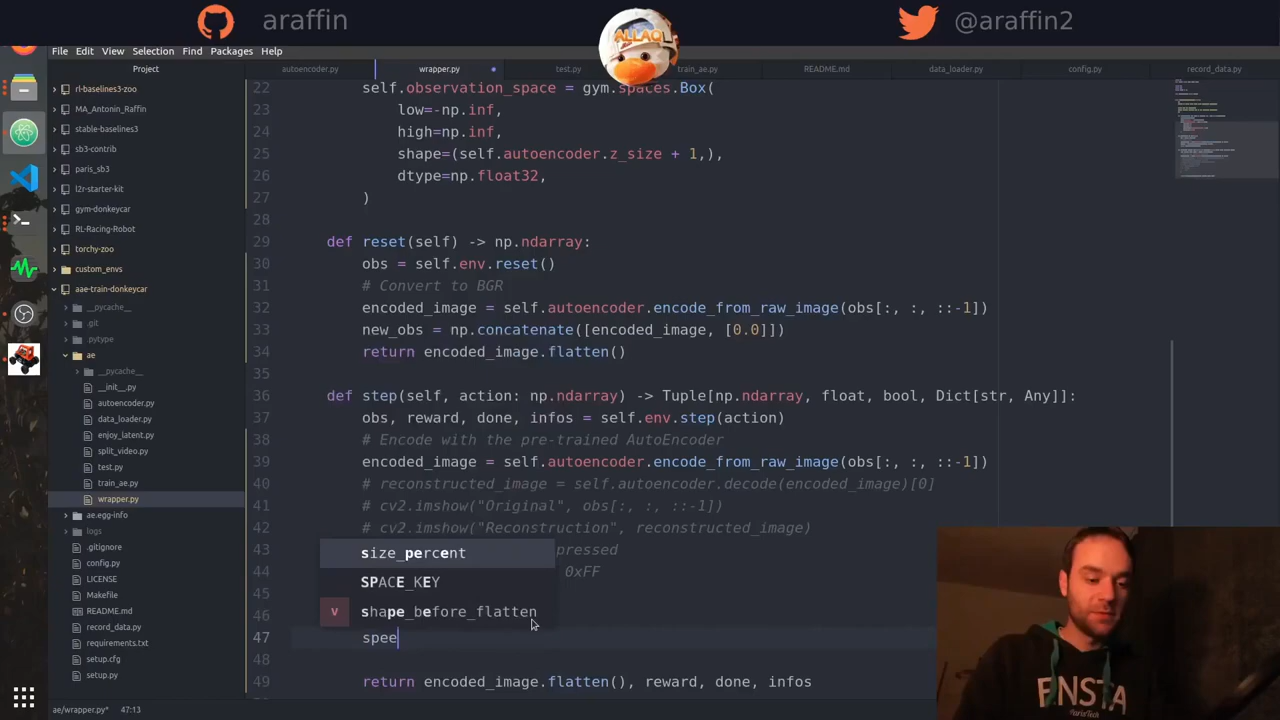 araffin
ALLAQI
@araffin2
File Edit View Selection Find Packages Help
Project
autoencoder.py wrapper.py test.py train_ae.py README.md data_loader.py config.py record_data.py
rl-baselines3-zoo
MA_Antonin_Raffin
stable-baselines3
sb3-contrib
paris_sb3
l2r-starter-kit
gym-donkeycar
RL-Racing-Robot
torchy-zoo
custom_envs
aae-train-donkeycar
__pycache__
.git
.pytype
ae
__pycache__
__init__.py
autoencoder.py
data_loader.py
enjoy_latent.py
split_video.py
test.py
train_ae.py
wrapper.py
ae.egg-info
logs
.gitignore
config.py
LICENSE
Makefile
README.md
record_data.py
requirements.txt
setup.cfg
setup.py
22 self.observation_space = gym.spaces.Box(
23 low=-np.inf,
24 high=np.inf,
25 shape=(self.autoencoder.z_size + 1,),
26 dtype=np.float32,
27 )
28
29 def reset(self) -> np.ndarray:
30 obs = self.env.reset()
31 # Convert to BGR
32 encoded_image = self.autoencoder.encode_from_raw_image(obs[:, :, ::-1])
33 new_obs = np.concatenate([encoded_image, [0.0]])
34 return encoded_image.flatten()
35
36 def step(self, action: np.ndarray) -> Tuple[np.ndarray, float, bool, Dict[str, Any]]:
37 obs, reward, done, infos = self.env.step(action)
38 # Encode with the pre-trained AutoEncoder
39 encoded_image = self.autoencoder.encode_from_raw_image(obs[:, :, ::-1])
40 # reconstructed_image = self.autoencoder.decode(encoded_image)[0]
41 # cv2.imshow("Original", obs[:, :, ::-1])
42 # cv2.imshow("Reconstruction", reconstructed_image)
43 pressed
44 0xFF
45
46
47 spee
48
49 return encoded_image.flatten(), reward, done, infos
size_percent
SPACE_KEY
v shape_before_flatten
ae/wrapper.py* 47:13
ENSTA
ParisTech